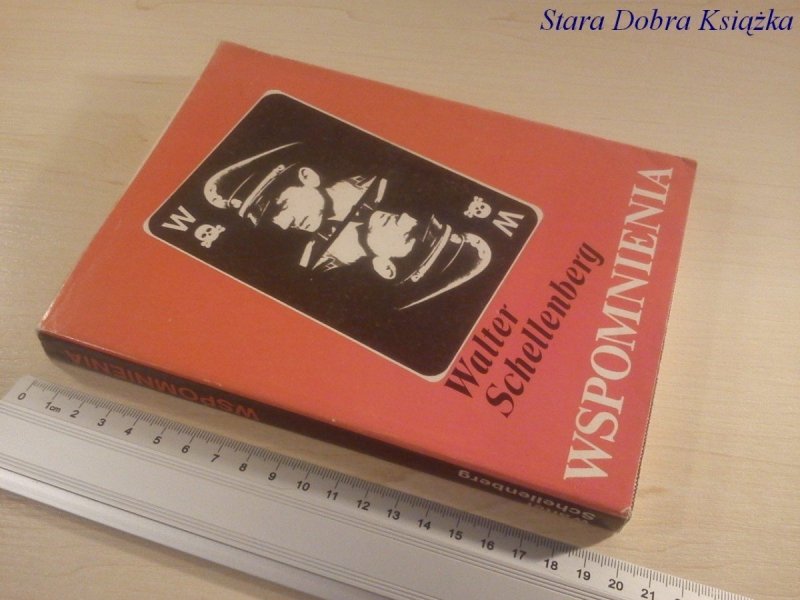 Stara Dobra Książka
W
W
Walter
Schellenberg
WSPOMNIENIA
WSPOMNIENIA
Schellenberg
0 1cm 2 3 4 5 6 7 8 9 10 11 12 13 14 15 16 17 18 19 20 21